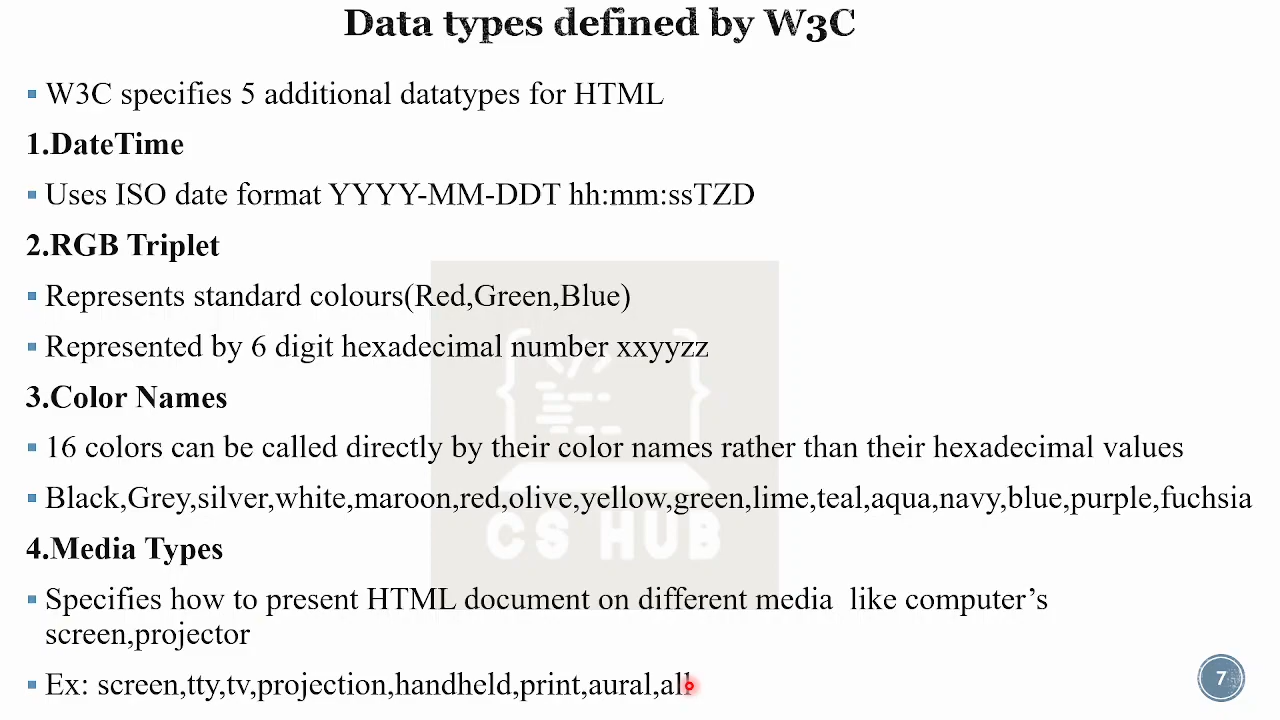 Data types defined by W3C
▪ W3C specifies 5 additional datatypes for HTML
1.DateTime
▪ Uses ISO date format YYYY-MM-DDT hh:mm:ssTZD
2.RGB Triplet
▪ Represents standard colours(Red,Green,Blue)
▪ Represented by 6 digit hexadecimal number xxyyzz
3.Color Names
▪ 16 colors can be called directly by their color names rather than their hexadecimal values
▪ Black,Grey,silver,white,maroon,red,olive,yellow,green,lime,teal,aqua,navy,blue,purple,fuchsia
CS HUB
4.Media Types
▪ Specifies how to present HTML document on different media  like computer’s
screen,projector
▪ Ex: screen,tty,tv,projection,handheld,print,aural,all
7